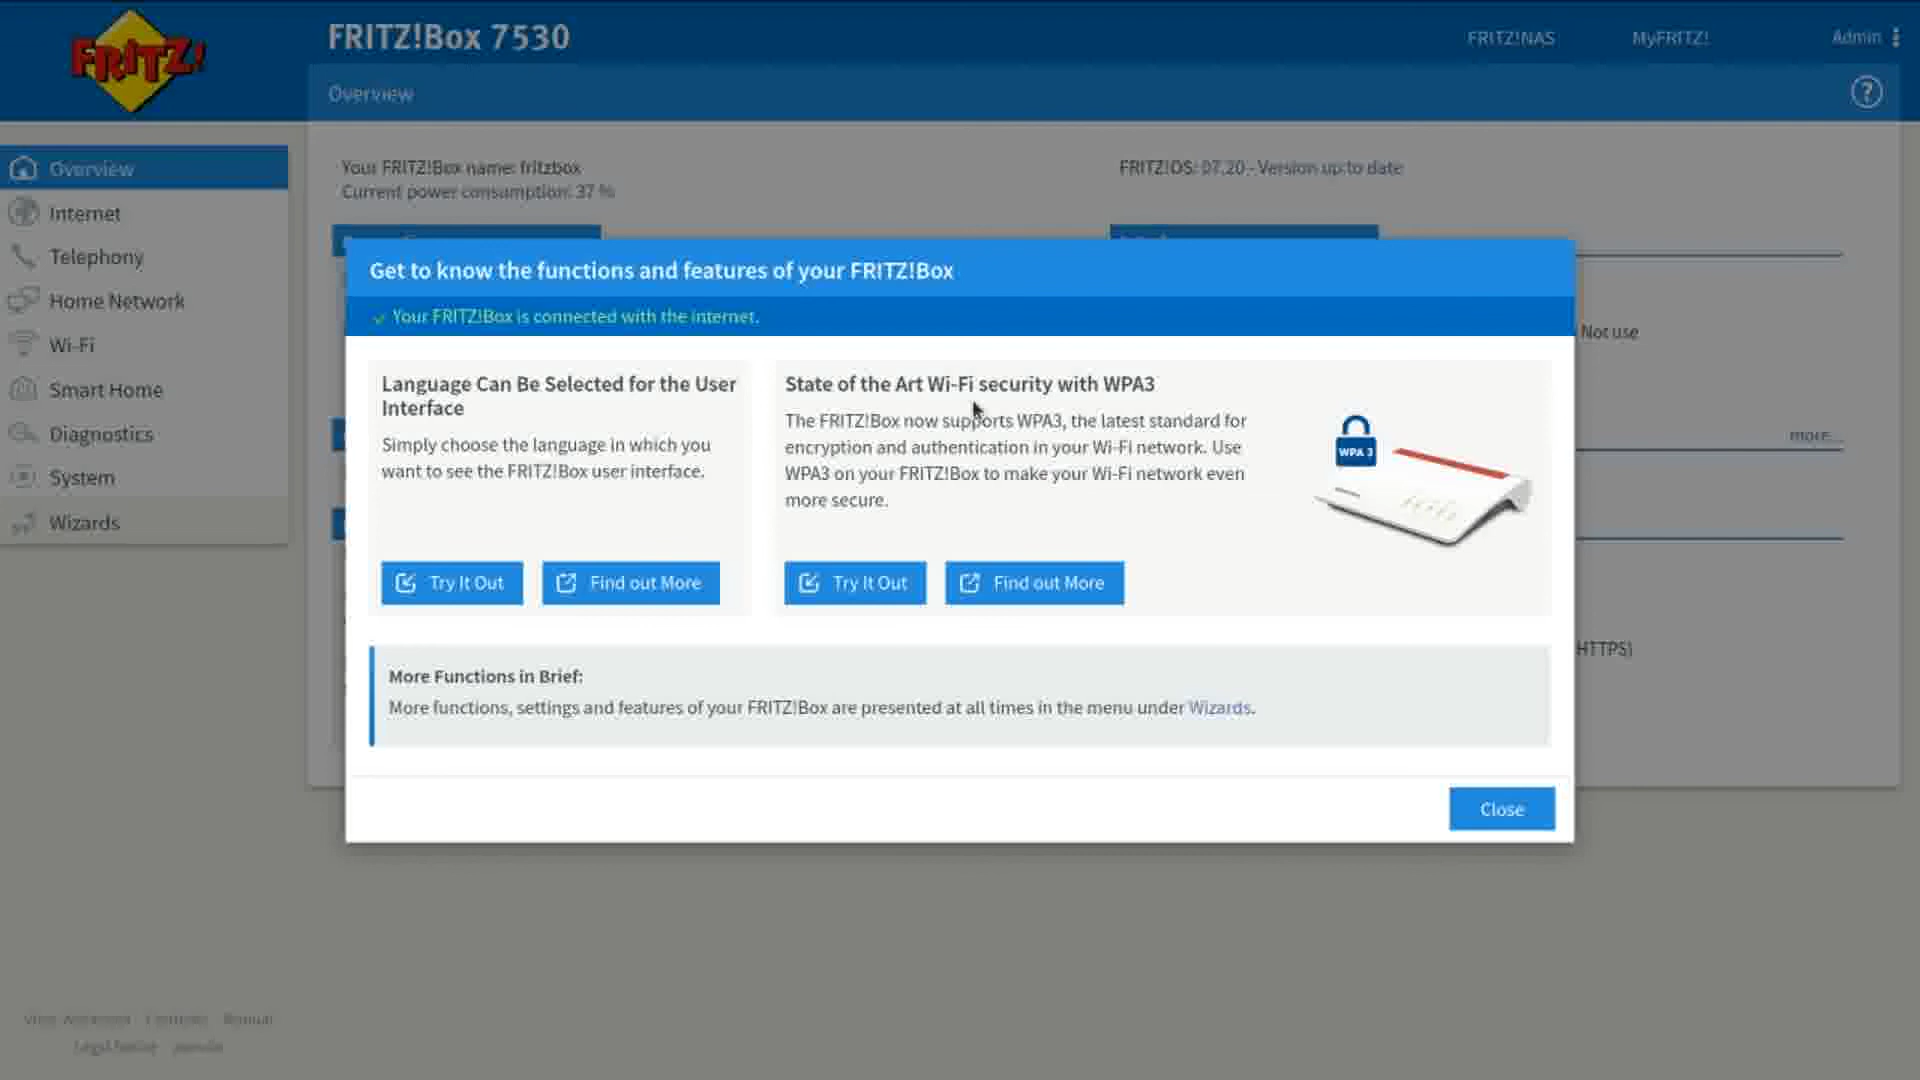 FRITZ!
FRITZ!Box 7530
FRITZ!NAS
MyFRITZ!
Admin
Overview
?
Overview
Internet
Telephony
Home Network
Wi-Fi
Smart Home
Diagnostics
System
Wizards
Your FRITZ!Box name: fritzbox
Current power consumption: 37 %
FRITZ!OS: 07.20 - Version up to date
Not use
more...
HTTPS)
Get to know the functions and features of your FRITZ!Box
Your FRITZ!Box is connected with the internet.
Language Can Be Selected for the User
Interface
Simply choose the language in which you
want to see the FRITZ!Box user interface.
Try It Out
Find out More
State of the Art Wi-Fi security with WPA3
The FRITZ!Box now supports WPA3, the latest standard for
encryption and authentication in your Wi-Fi network. Use
WPA3 on your FRITZ!Box to make your Wi-Fi network even
more secure.
WPA 3
Try It Out
Find out More
More Functions in Brief:
More functions, settings and features of your FRITZ!Box are presented at all times in the menu under Wizards.
Close
Manual
Legal Notice